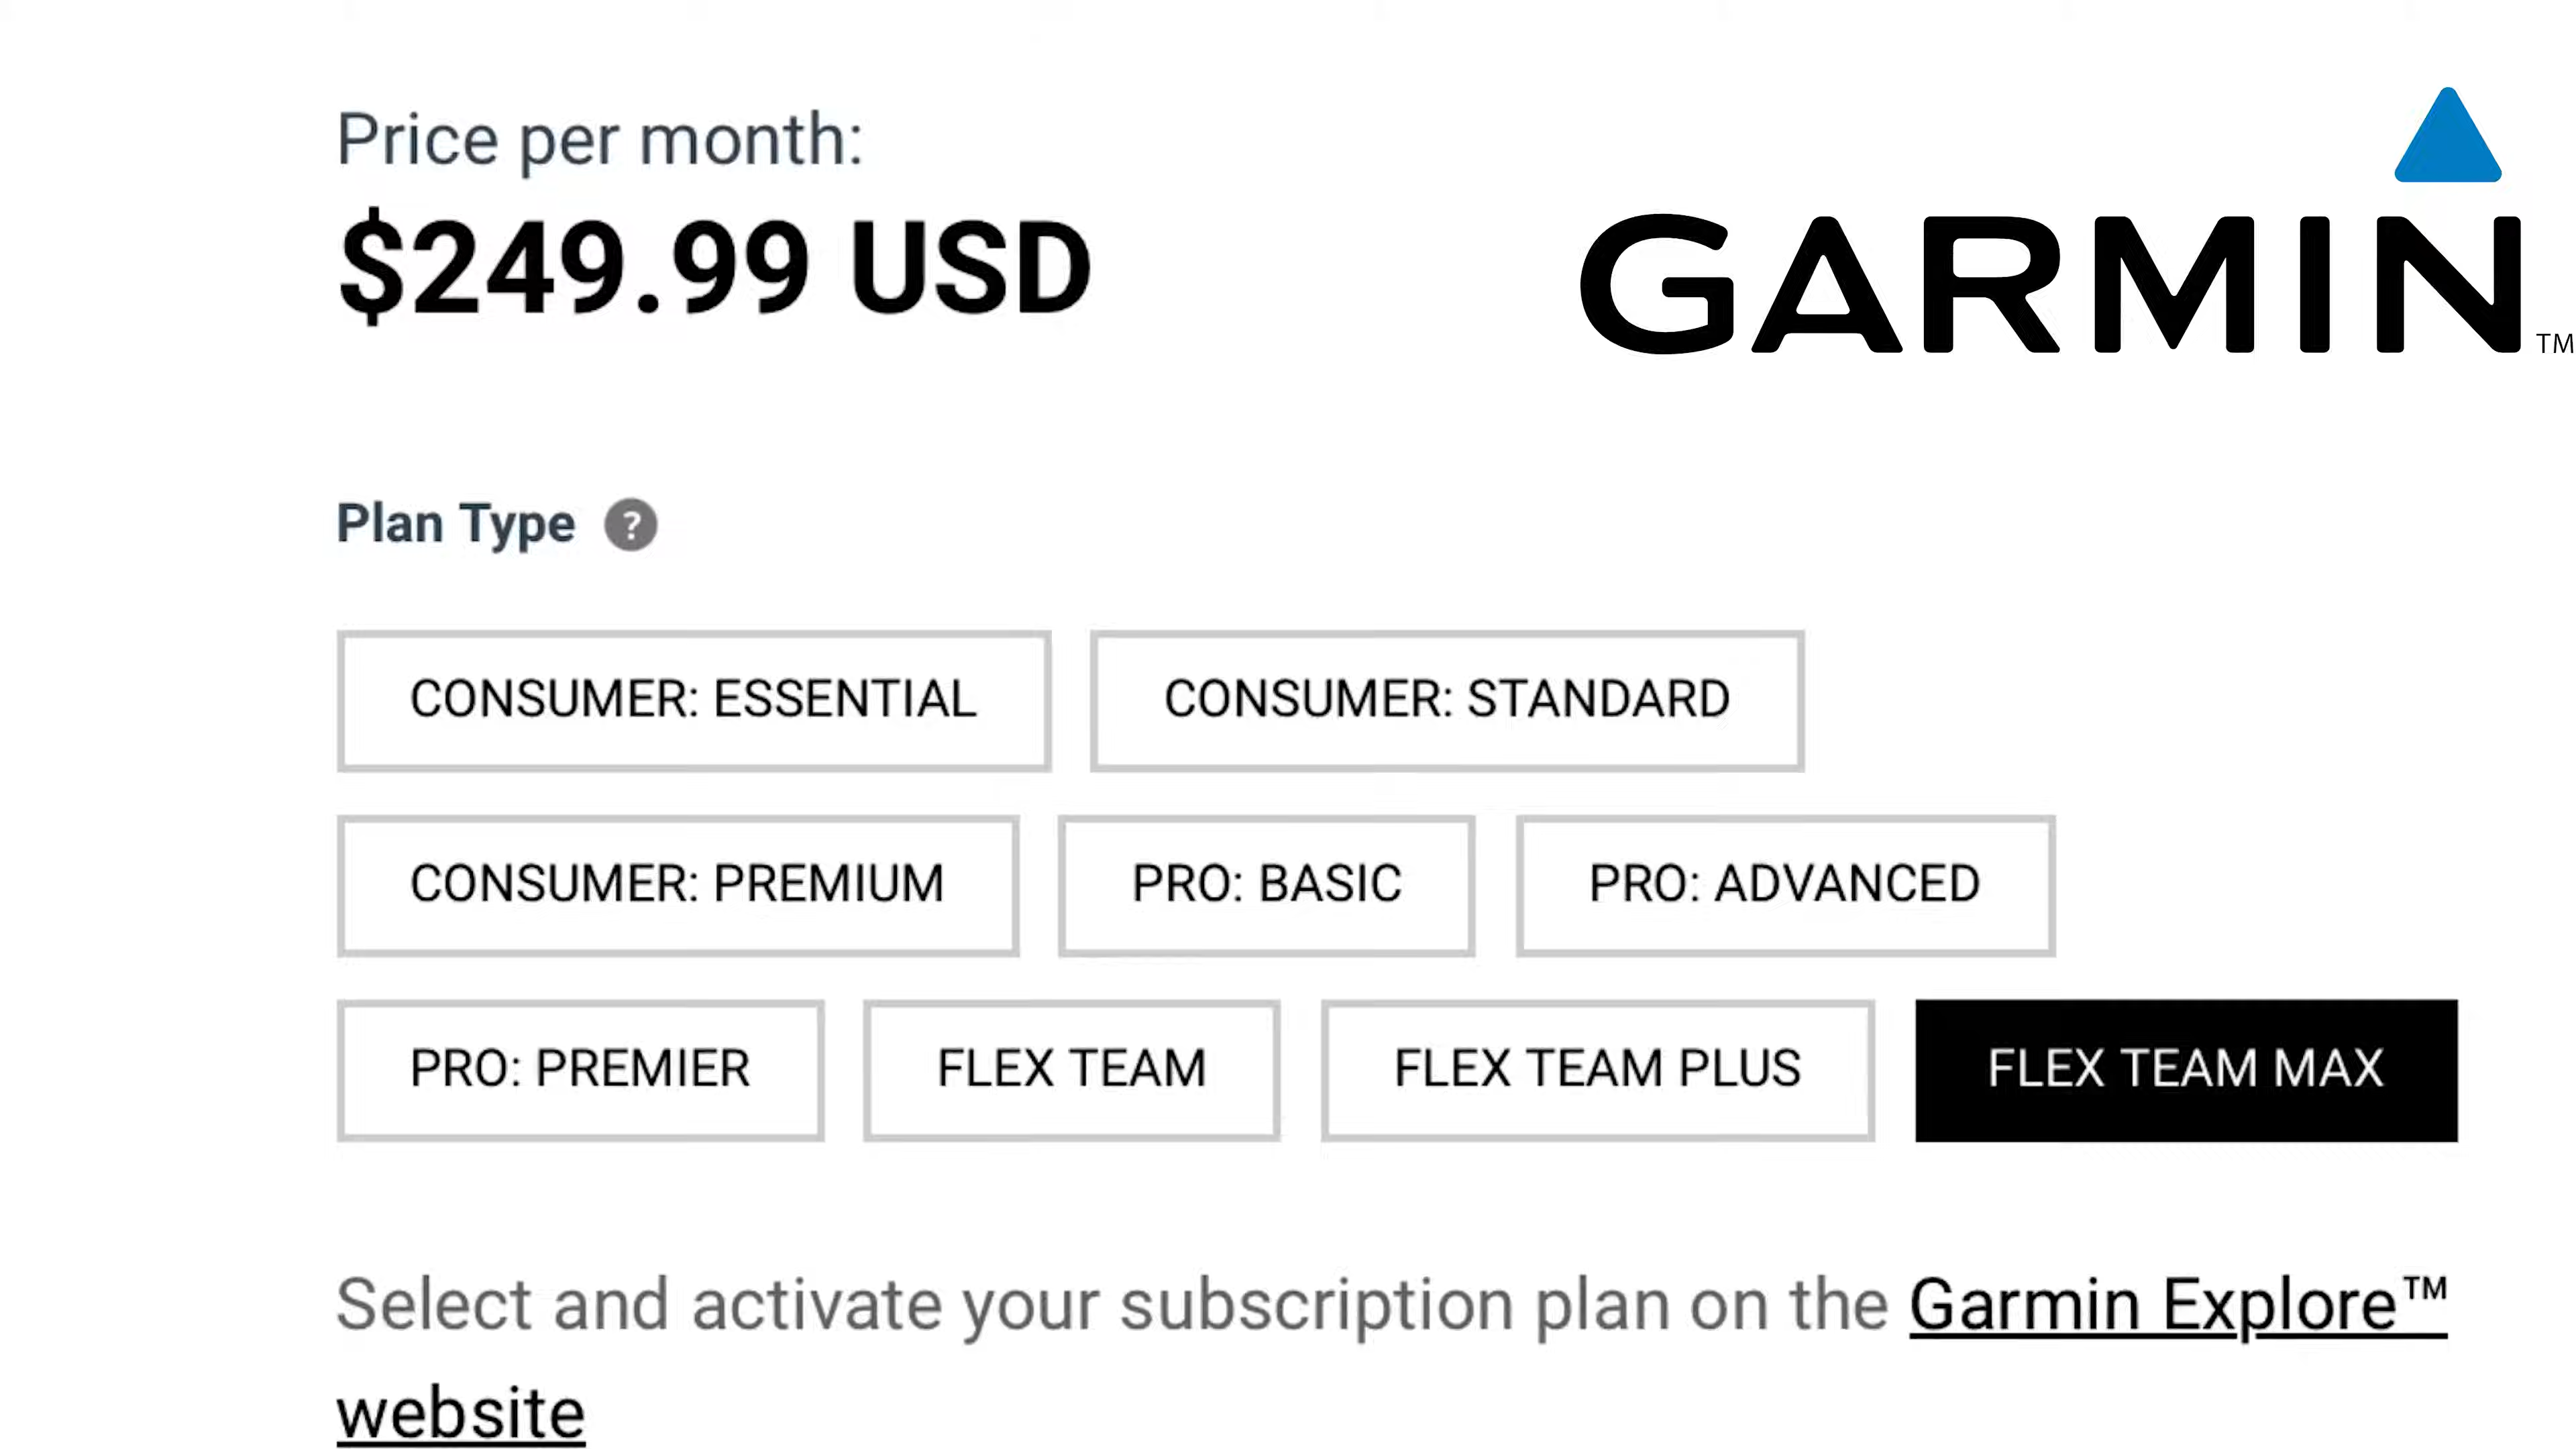 Price per month:
$249.99 USD
GARMIN™
Plan Type ?
CONSUMER: ESSENTIAL
CONSUMER: STANDARD
CONSUMER: PREMIUM
PRO: BASIC
PRO: ADVANCED
PRO: PREMIER
FLEX TEAM
FLEX TEAM PLUS
FLEX TEAM MAX
Select and activate your subscription plan on the Garmin Explore™
website